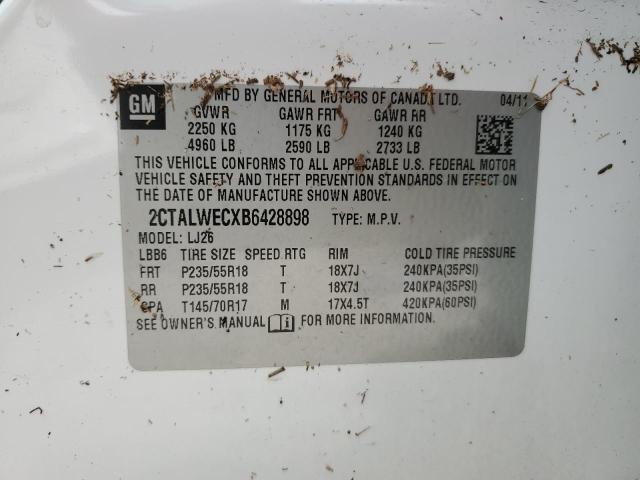 GM
MFD BY GENERAL MOTORS OF CANADA LTD. 04/11
GVWR GAWR FRT GAWR RR
2250 KG 1175 KG 1240 KG
4960 LB 2590 LB 2733 LB
THIS VEHICLE CONFORMS TO ALL APPLICABLE U.S. FEDERAL MOTOR
VEHICLE SAFETY AND THEFT PREVENTION STANDARDS IN EFFECT ON
THE DATE OF MANUFACTURE SHOWN ABOVE.
2CTALWECXB6428898 TYPE: M.P.V.
MODEL: LJ26
LBB6 TIRE SIZE SPEED RTG RIM COLD TIRE PRESSURE
FRT P235/55R18 T 18X7J 240KPA(35PSI)
RR P235/55R18 T 18X7J 240KPA(35PSI)
CPA T145/70R17 M 17X4.5T 420KPA(60PSI)
SEE OWNER'S MANUAL FOR MORE INFORMATION.